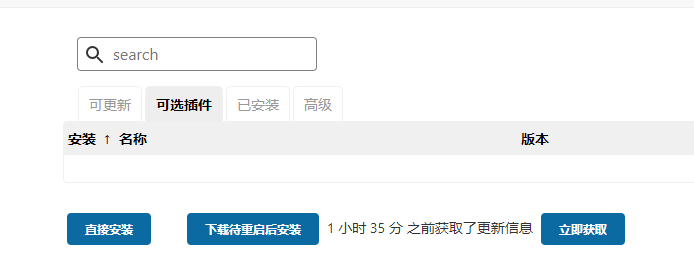 search
可更新 可选插件 已安装 高级
安装 ↑ 名称 版本
直接安装 下载待重启后安装 1 小时 35 分 之前获取了更新信息 立即获取